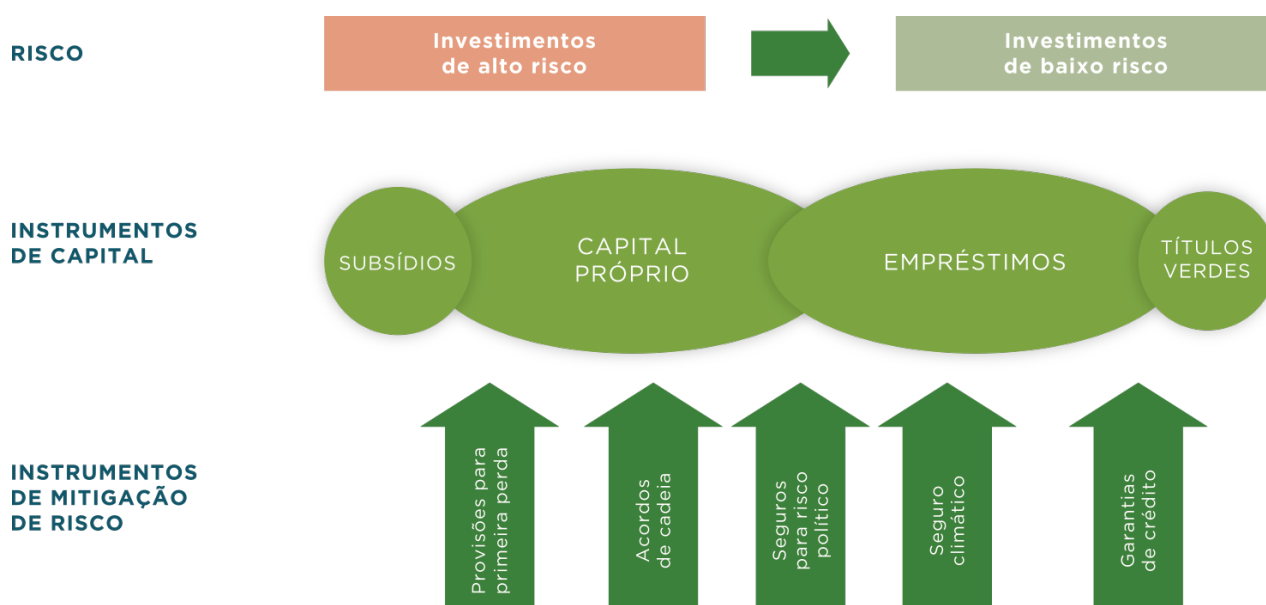 RISCO
Investimentos
de alto risco
Investimentos
de baixo risco
INSTRUMENTOS
DE CAPITAL
SUBSÍDIOS
CAPITAL
PRÓPRIO
EMPRÉSTIMOS
TÍTULOS
VERDES
INSTRUMENTOS
DE MITIGAÇÃO
DE RISCO
Provisões para
primeira perda
Acordos
de cadeia
Seguros
para risco
político
Seguro
climático
Garantias
de crédito